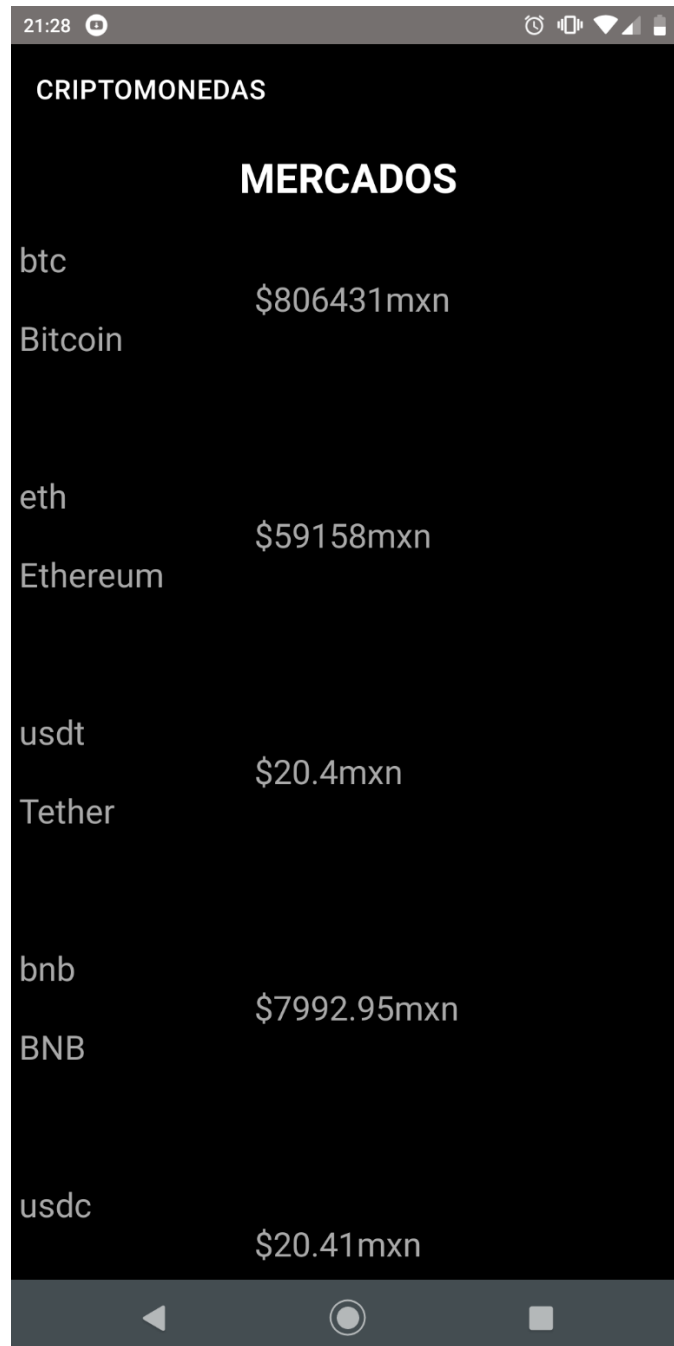 21:28
CRIPTOMONEDAS
MERCADOS
btc
$806431mxn
Bitcoin
eth
$59158mxn
Ethereum
usdt
$20.4mxn
Tether
bnb
$7992.95mxn
BNB
usdc
$20.41mxn